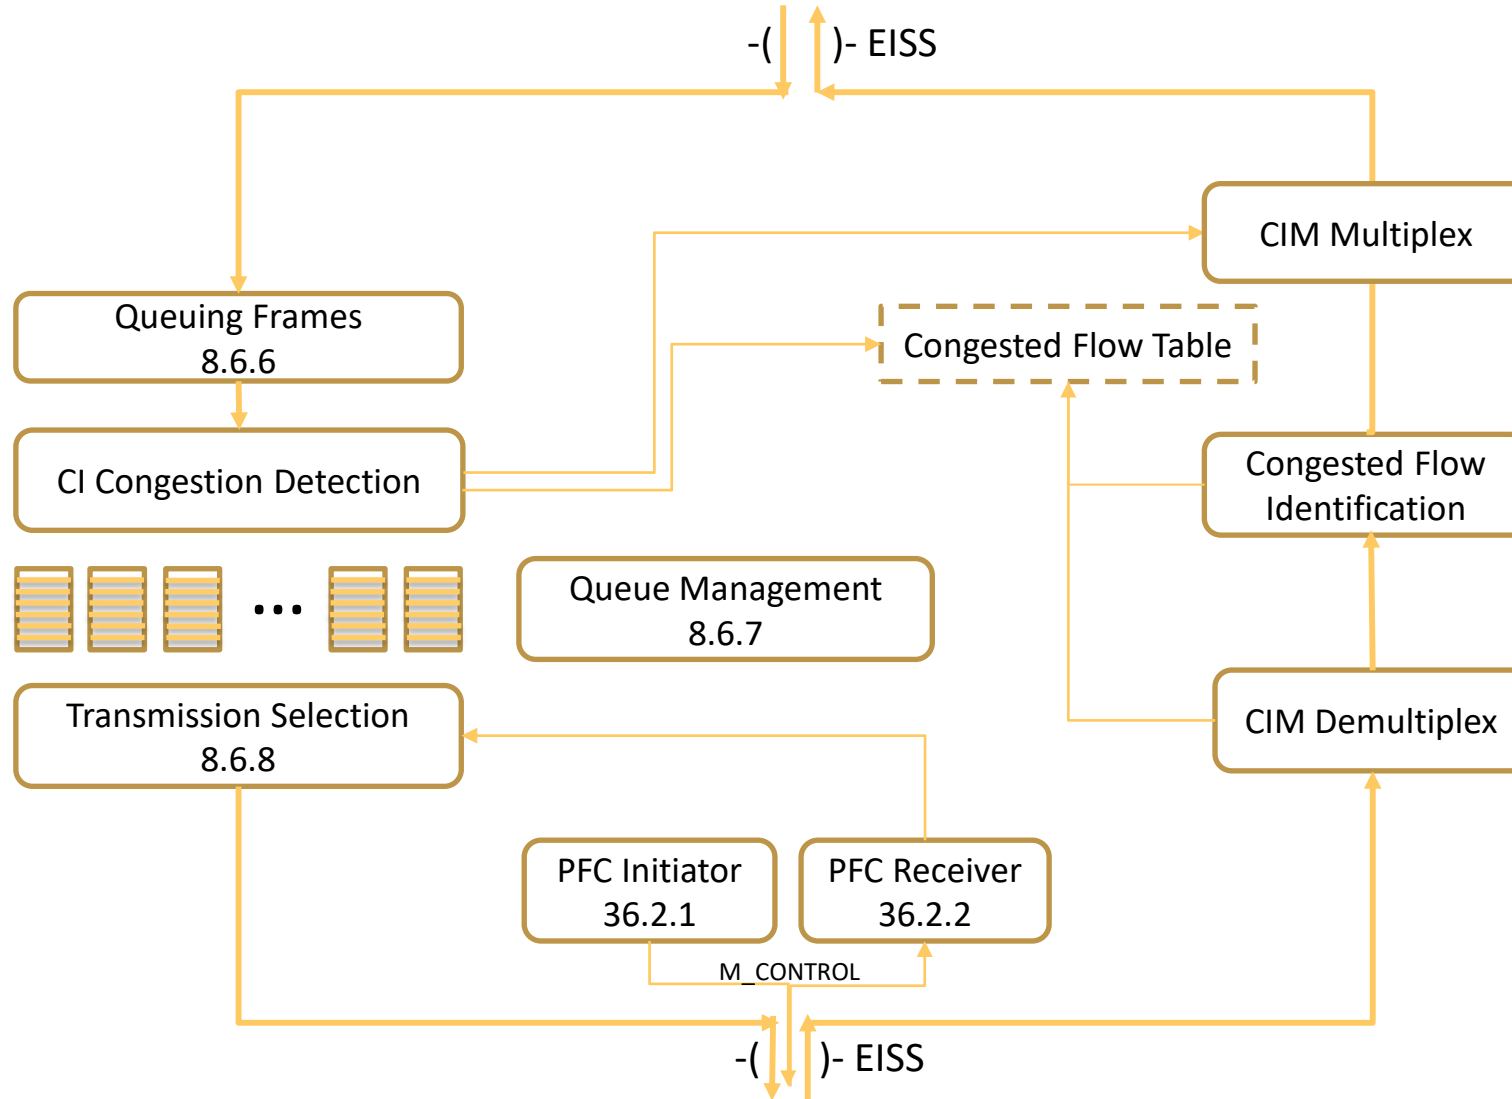 -( )- EISS
CIM Multiplex
Queuing Frames
8.6.6
Congested Flow Table
CI Congestion Detection
Congested Flow
Identification
...
Queue Management
8.6.7
Transmission Selection
8.6.8
CIM Demultiplex
PFC Initiator
36.2.1
PFC Receiver
36.2.2
M_CONTROL
-( )- EISS